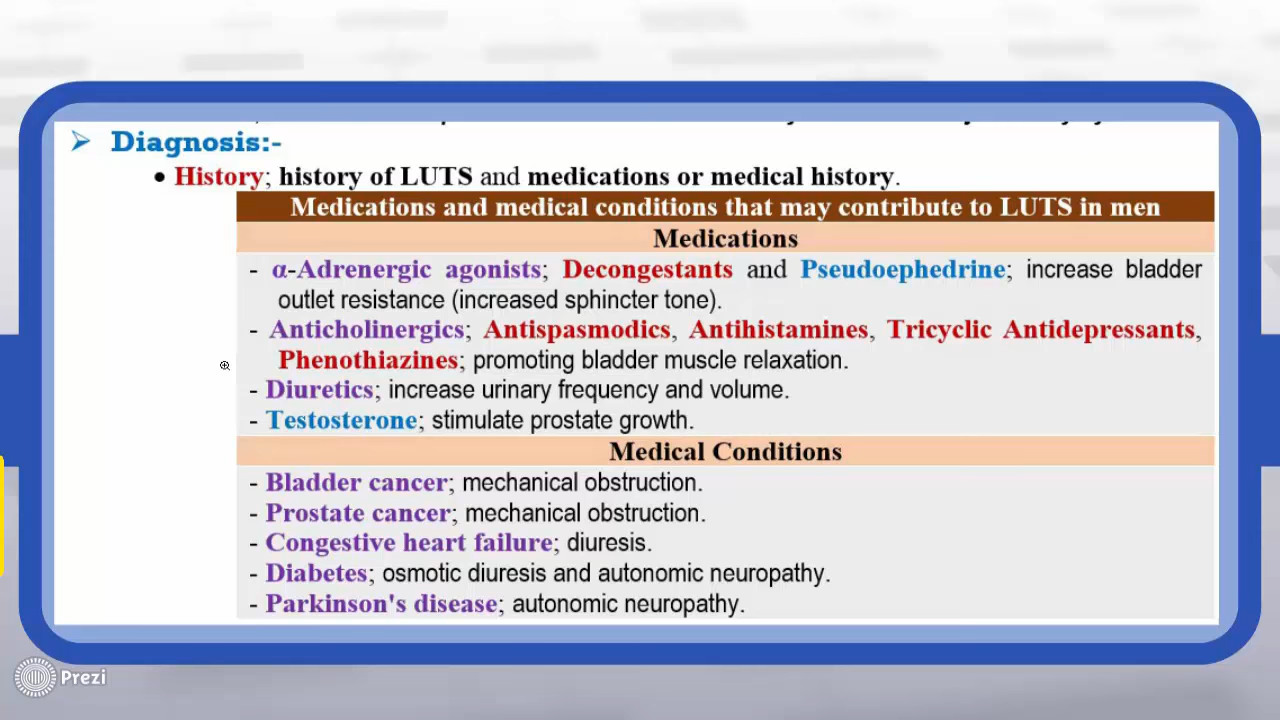 Diagnosis:-
• History; history of LUTS and medications or medical history.
Medications and medical conditions that may contribute to LUTS in men
Medications
- α-Adrenergic agonists; Decongestants and Pseudoephedrine; increase bladder
outlet resistance (increased sphincter tone).
- Anticholinergics; Antispasmodics, Antihistamines, Tricyclic Antidepressants,
Phenothiazines; promoting bladder muscle relaxation.
- Diuretics; increase urinary frequency and volume.
- Testosterone; stimulate prostate growth.
Medical Conditions
- Bladder cancer; mechanical obstruction.
- Prostate cancer; mechanical obstruction.
- Congestive heart failure; diuresis.
- Diabetes; osmotic diuresis and autonomic neuropathy.
- Parkinson's disease; autonomic neuropathy.
Prezi